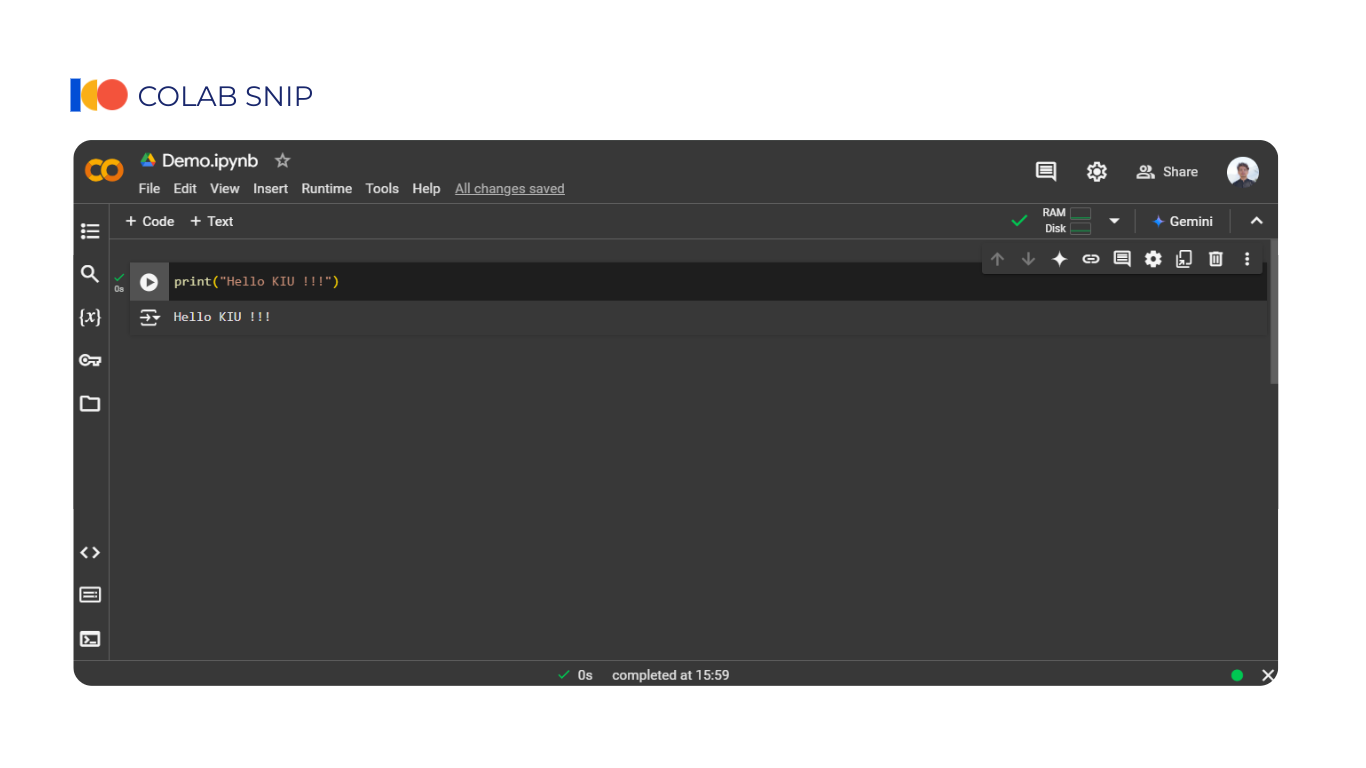 COLAB SNIP
Demo.ipynb
File Edit View Insert Runtime Tools Help All changes saved
Share
+ Code + Text
RAM
Disk
Gemini
print("Hello KIU !!!")
0s
{x}
Hello KIU !!!
0s completed at 15:59